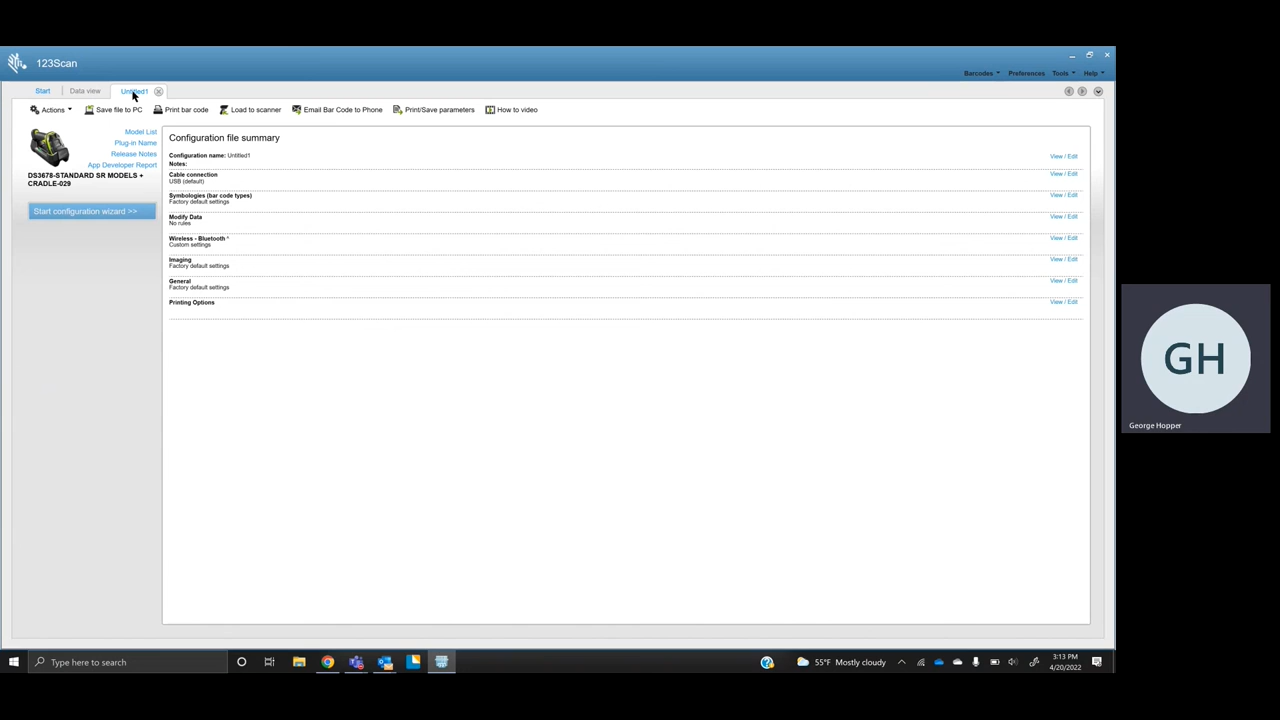 123Scan
Barcodes Preferences Tools Help
Start Data view Untitled1
Actions Save file to PC Print bar code Load to scanner Email Bar Code to Phone Print/Save parameters How to video
Model List
Plug-in Name
Release Notes
App Developer Report
DS3678-STANDARD SR MODELS +
CRADLE-029
Start configuration wizard >>
Configuration file summary
Configuration name: Untitled1 View / Edit
Notes:
Cable connection View / Edit
USB (default)
Symbologies (bar code types) View / Edit
Factory default settings
Modify Data View / Edit
No rules
Wireless - Bluetooth ^ View / Edit
Custom settings
Imaging View / Edit
Factory default settings
General View / Edit
Factory default settings
Printing Options View / Edit
GH
George Hopper
Type here to search
55°F Mostly cloudy
3:13 PM
4/20/2022